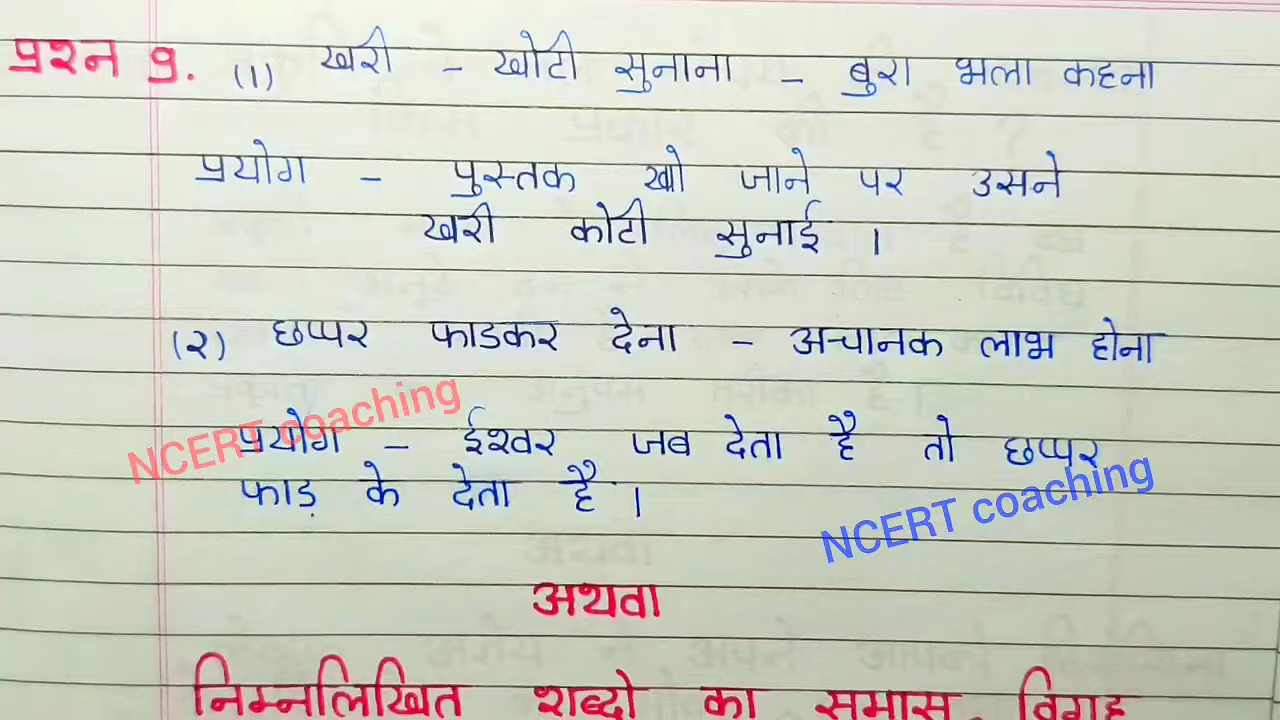 प्रश्न 9. (1) खरी - खोटी सुनाना - बुरा भला कहना
प्रयोग - पुस्तक खो जाने पर उसने
खरी कोटी सुनाई ।
(२) छप्पर फाडकर देना - अचानक लाभ होना
NCERT coaching
प्रयोग - ईश्वर जब देता है तो छप्पर
फाड़ के देता है ।
NCERT coaching
अथवा
निम्नलिखित शब्दो का समास, विग्रह